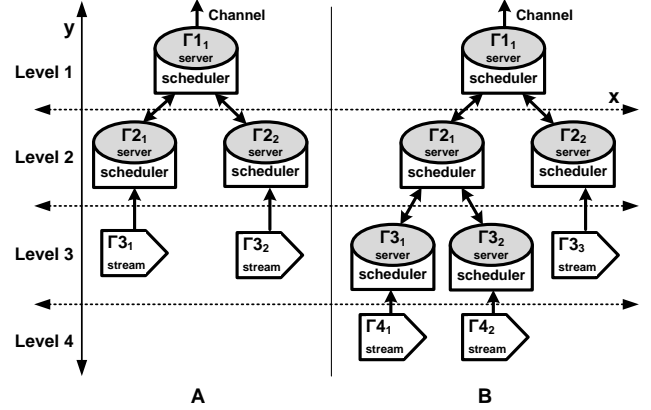 y
Channel
Channel
Γ1₁
server
scheduler
Γ1₁
server
scheduler
Level 1
x
Γ2₁
server
scheduler
Γ2₂
server
scheduler
Γ2₁
server
scheduler
Γ2₂
server
scheduler
Level 2
Γ3₁
stream
Γ3₂
stream
Γ3₁
server
scheduler
Γ3₂
server
scheduler
Γ3₃
stream
Level 3
Γ4₁
stream
Γ4₂
stream
Level 4
A
B